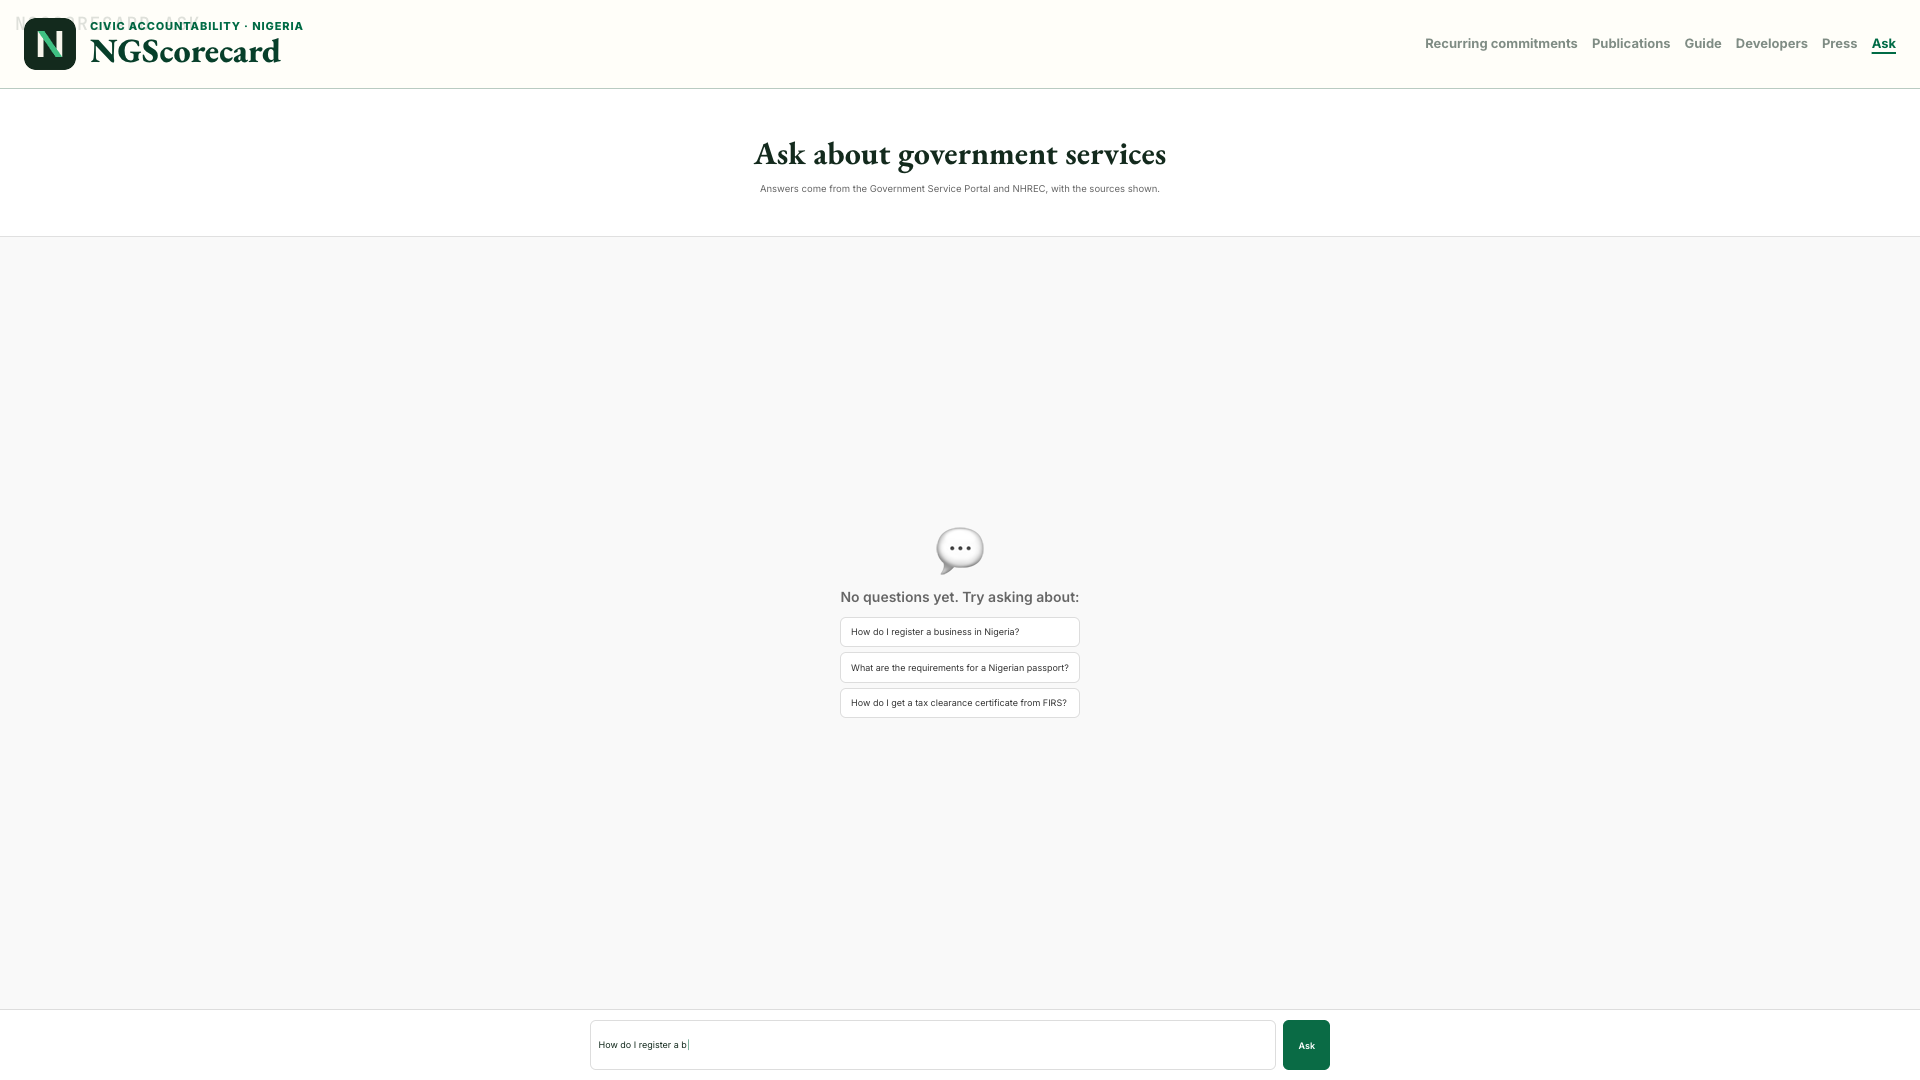 CIVIC ACCOUNTABILITY · NIGERIA
N
NGScorecard
Recurring commitments
Publications
Guide
Developers
Press
Ask
Ask about government services
Answers come from the Government Service Portal and NHREC, with the sources shown.
No questions yet. Try asking about:
How do I register a business in Nigeria?
What are the requirements for a Nigerian passport?
How do I get a tax clearance certificate from FIRS?
How do I register a b
Ask